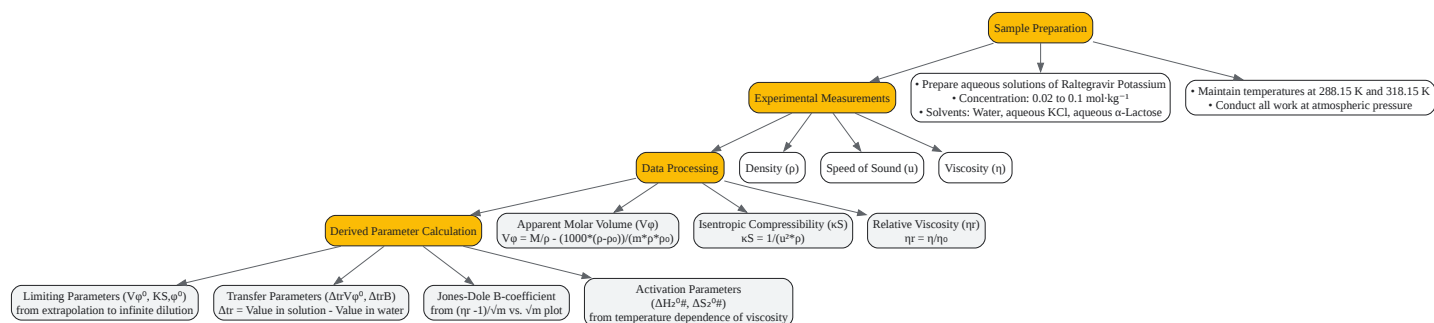 Sample Preparation
• Prepare aqueous solutions of Raltegravir Potassium
• Concentration: 0.02 to 0.1 mol·kg⁻¹
• Solvents: Water, aqueous KCl, aqueous α-Lactose
• Maintain temperatures at 288.15 K and 318.15 K
• Conduct all work at atmospheric pressure
Experimental Measurements
Density (ρ)
Speed of Sound (u)
Viscosity (η)
Data Processing
Apparent Molar Volume (Vφ)
Vφ = M/ρ - (1000*(ρ-ρ₀))/(m*ρ*ρ₀)
Isentropic Compressibility (κS)
κS = 1/(u²*ρ)
Relative Viscosity (ηr)
ηr = η/η₀
Derived Parameter Calculation
Limiting Parameters (Vφ⁰, KS,φ⁰)
from extrapolation to infinite dilution
Transfer Parameters (ΔtrVφ⁰, ΔtrB)
Δtr = Value in solution - Value in water
Jones-Dole B-coefficient
from (ηr -1)/√m vs. √m plot
Activation Parameters
(ΔH₂⁰#, ΔS₂⁰#)
from temperature dependence of viscosity